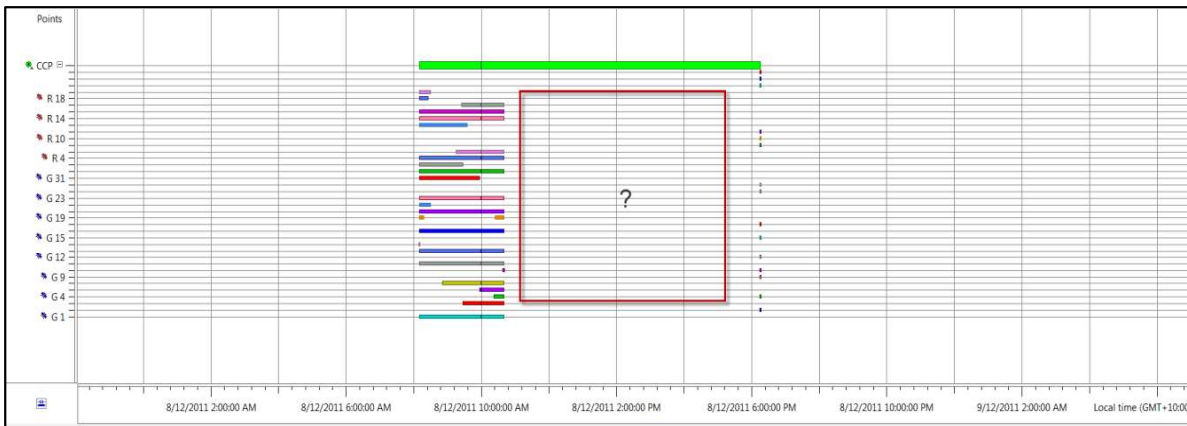 Points
CCP
R 18
R 14
R 10
R 4
G 31
G 23
G 19
G 15
G 12
G 9
G 4
G 1
?
8/12/2011 2:00:00 AM 8/12/2011 6:00:00 AM 8/12/2011 10:00:00 AM 8/12/2011 2:00:00 PM 8/12/2011 6:00:00 PM 8/12/2011 10:00:00 PM 9/12/2011 2:00:00 AM Local time (GMT+10:00